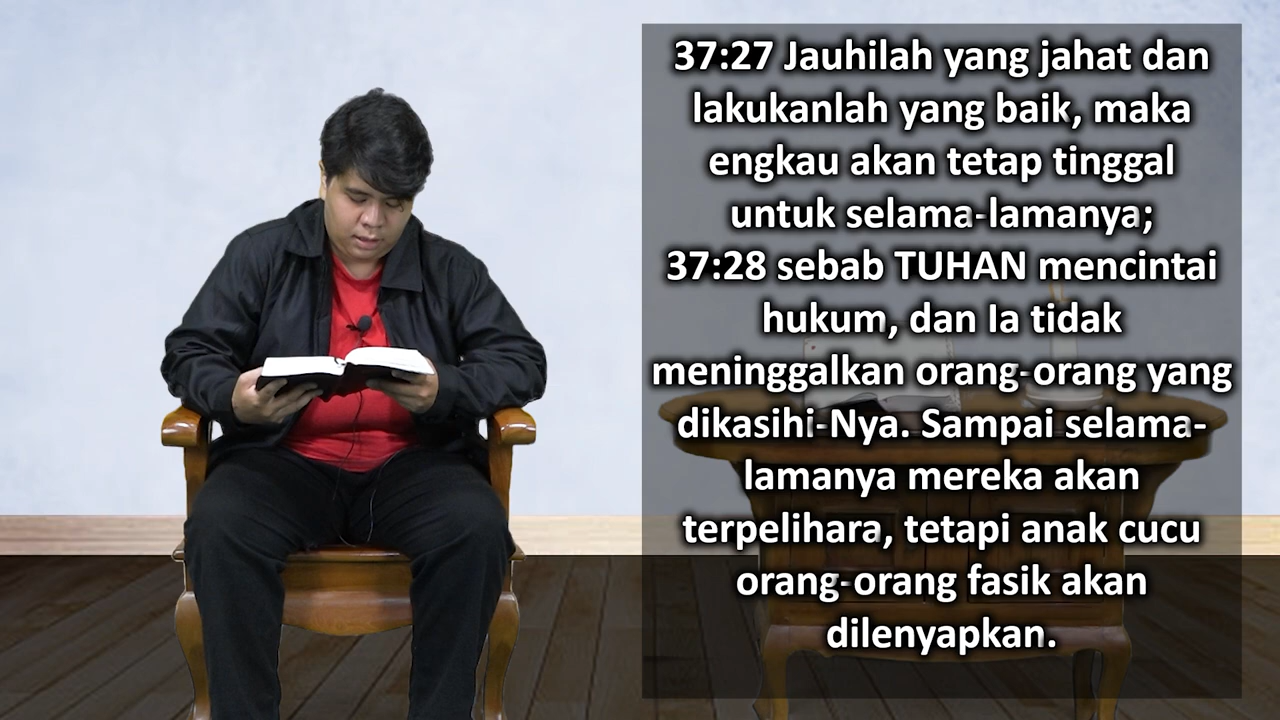 37:27 Jauhilah yang jahat dan
lakukanlah yang baik, maka
engkau akan tetap tinggal
untuk selama-lamanya;
37:28 sebab TUHAN mencintai
hukum, dan Ia tidak
meninggalkan orang-orang yang
dikasihi-Nya. Sampai selama-
lamanya mereka akan
terpelihara, tetapi anak cucu
orang-orang fasik akan
dilenyapkan.